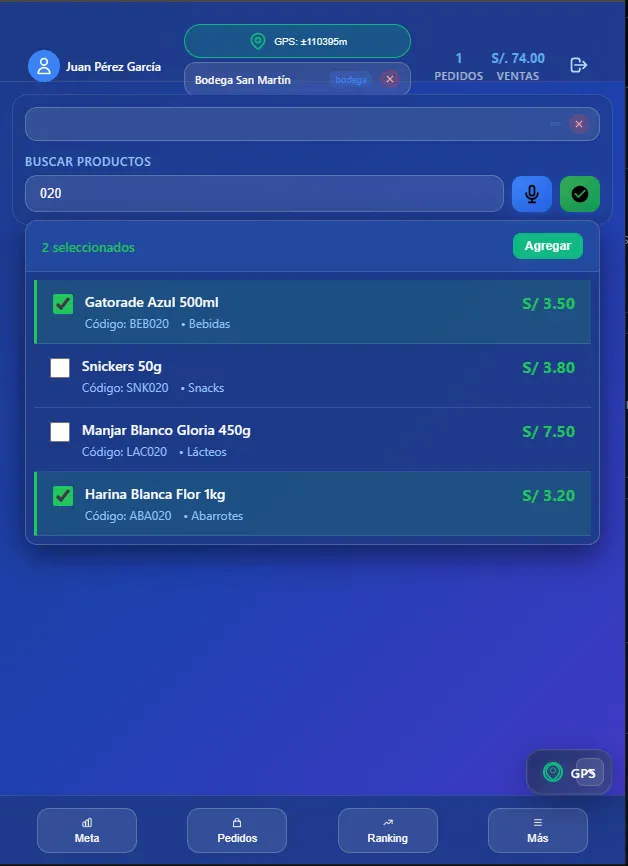 GPS: ±110395m
Juan Pérez García
Bodega San Martín bodega
1 S/. 74.00
PEDIDOS VENTAS
BUSCAR PRODUCTOS
020
2 seleccionados Agregar
Gatorade Azul 500ml S/ 3.50
Código: BEB020 • Bebidas
Snickers 50g S/ 3.80
Código: SNK020 • Snacks
Manjar Blanco Gloria 450g S/ 7.50
Código: LAC020 • Lácteos
Harina Blanca Flor 1kg S/ 3.20
Código: ABA020 • Abarrotes
GPS
Meta Pedidos Ranking Más